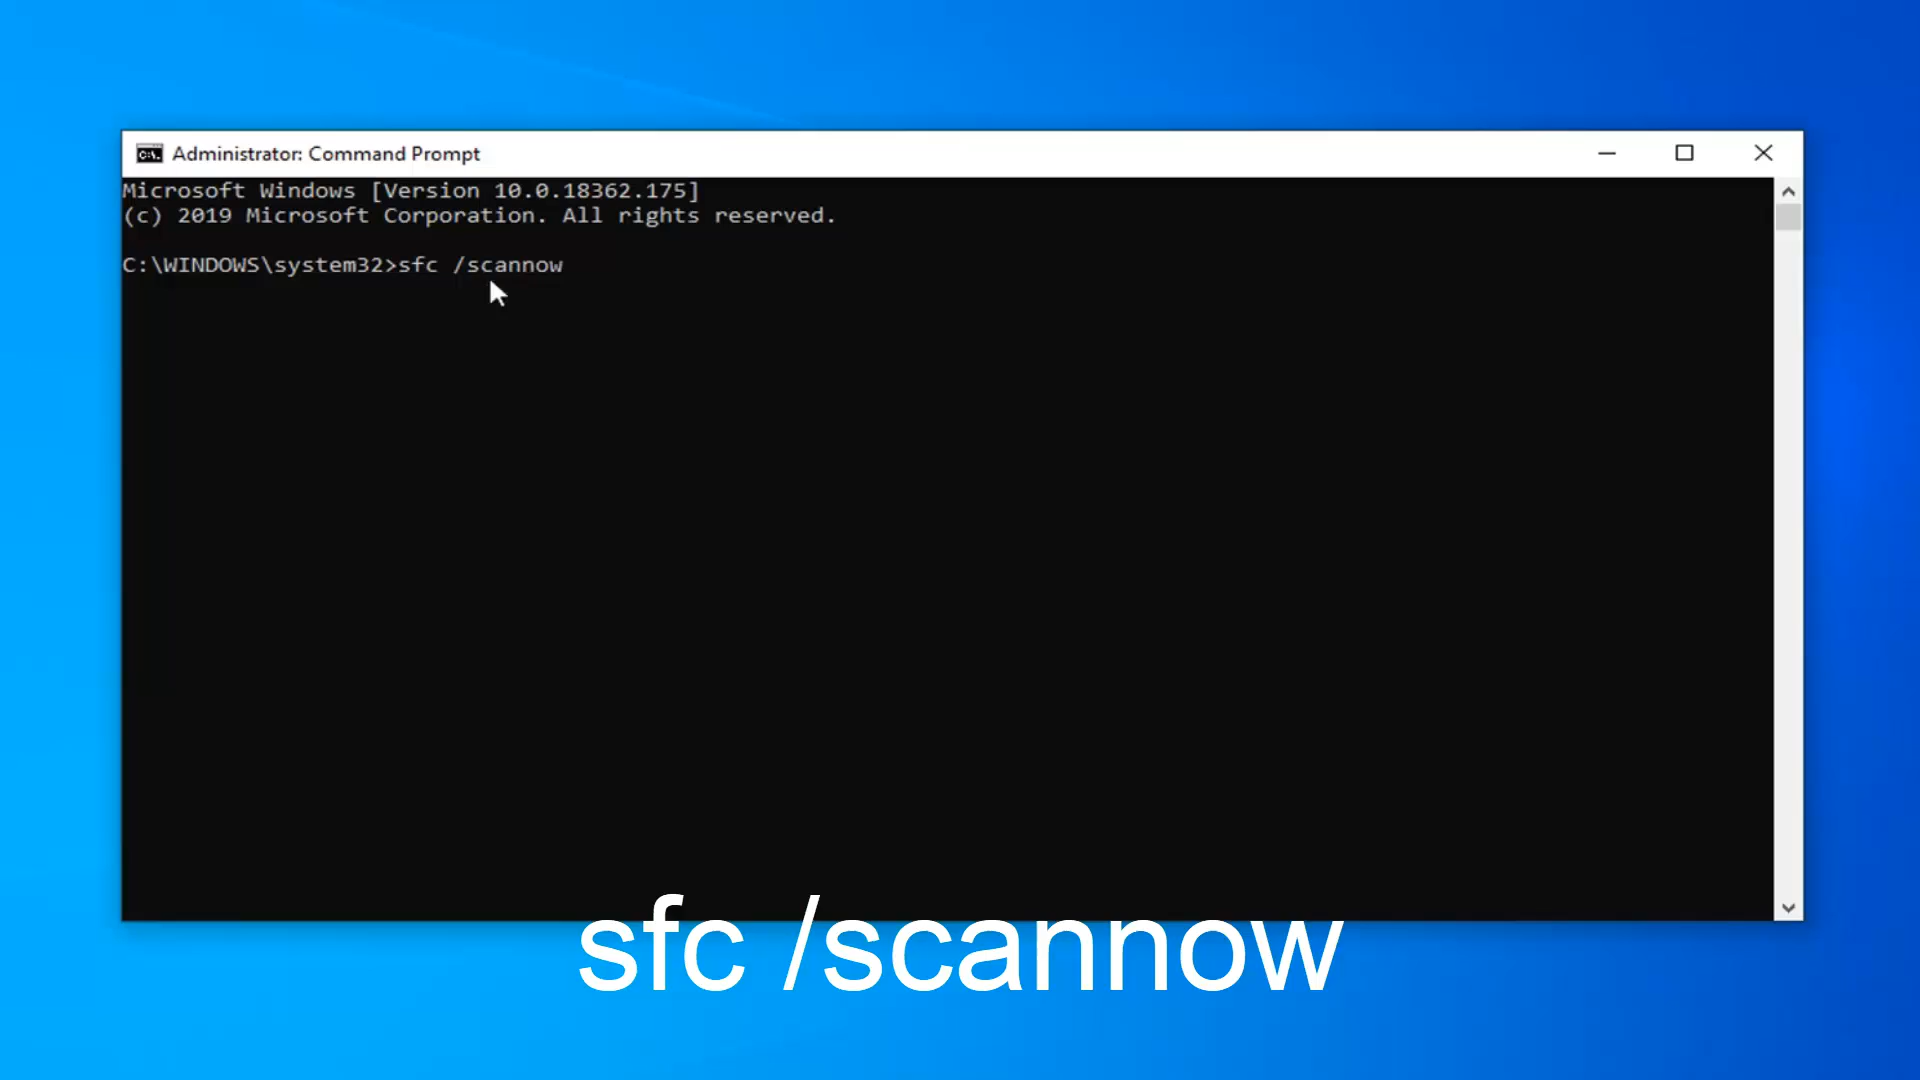 Administrator: Command Prompt
Microsoft Windows [Version 10.0.18362.175]
(c) 2019 Microsoft Corporation. All rights reserved.
C:\WINDOWS\system32>sfc /scannow
sfc /scannow